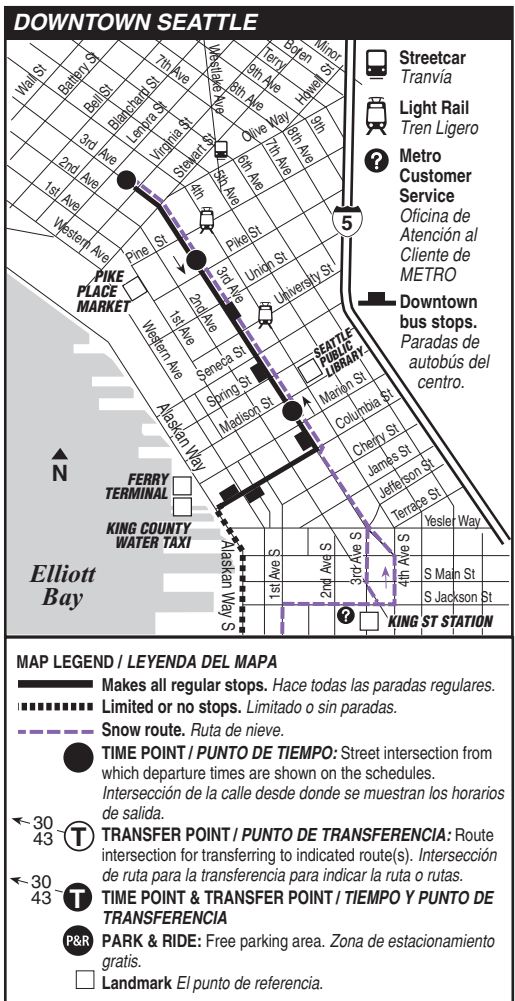 DOWNTOWN SEATTLE
Wall St
Battery St
Bell St
Blanchard St
Lenora St
Virginia St
Stewart St
7th Ave
8th Ave
9th Ave
Westlake Ave
Terry
Boren
Minor
Howell St
Olive Way
9th
8th Ave
7th Ave
6th Ave
5th Ave
4th
3rd Ave
2nd Ave
1st Ave
Western Ave
Pine St
Pike St
Union St
University St
3rd Ave
2nd Ave
1st Ave
Western Ave
Alaskan Way
Seneca St
Spring St
Madison St
Marion St
Columbia St
Cherry St
James St
Jefferson St
Terrace St
Yesler Way
S Main St
S Jackson St
Alaskan Way S
1st Ave S
2nd Ave S
3rd Ave S
4th Ave S
PIKE
PLACE
MARKET
SEATTLE
PUBLIC
LIBRARY
FERRY
TERMINAL
KING COUNTY
WATER TAXI
KING ST STATION
?
N
Elliott
Bay
5
Streetcar
Tranvía
Light Rail
Tren Ligero
?
Metro
Customer
Service
Oficina de
Atención al
Cliente de
METRO
Downtown
bus stops.
Paradas de
autobús del
centro.
MAP LEGEND / LEYENDA DEL MAPA
Makes all regular stops. Hace todas las paradas regulares.
Limited or no stops. Limitado o sin paradas.
Snow route. Ruta de nieve.
TIME POINT / PUNTO DE TIEMPO: Street intersection from
which departure times are shown on the schedules.
Intersección de la calle desde donde se muestran los horarios
de salida.
30
43 T TRANSFER POINT / PUNTO DE TRANSFERENCIA: Route
intersection for transferring to indicated route(s). Intersección
de ruta para la transferencia para indicar la ruta o rutas.
30
43 T TIME POINT & TRANSFER POINT / TIEMPO Y PUNTO DE
TRANSFERENCIA
P&R PARK & RIDE: Free parking area. Zona de estacionamiento
gratis.
Landmark El punto de referencia.